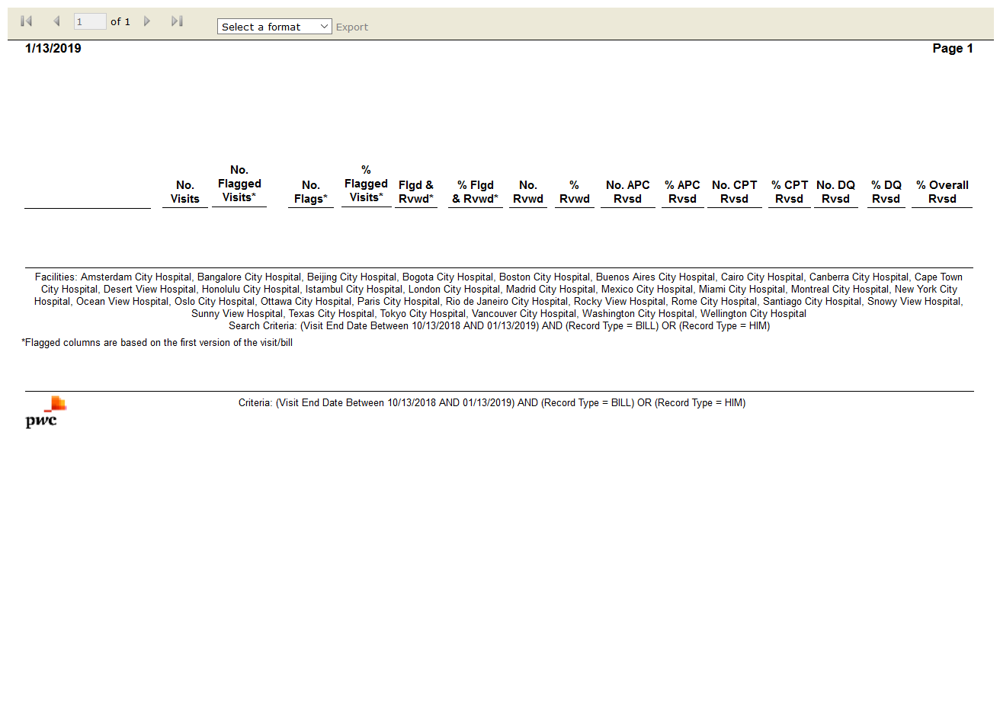 1 of 1 Select a format Export
1/13/2019 Page 1
No. Visits
No. Flagged Visits*
No. Flags*
% Flagged Visits*
Flgd & Rvwd*
% Flgd & Rvwd*
No. Rvwd
% Rvwd
No. APC Rvsd
% APC Rvsd
No. CPT Rvsd
% CPT Rvsd
No. DQ Rvsd
% DQ Rvsd
% Overall Rvsd
Facilities: Amsterdam City Hospital, Bangalore City Hospital, Beijing City Hospital, Bogota City Hospital, Boston City Hospital, Buenos Aires City Hospital, Cairo City Hospital, Canberra City Hospital, Cape Town
City Hospital, Desert View Hospital, Honolulu City Hospital, Istambul City Hospital, London City Hospital, Madrid City Hospital, Mexico City Hospital, Miami City Hospital, Montreal City Hospital, New York City
Hospital, Ocean View Hospital, Oslo City Hospital, Ottawa City Hospital, Paris City Hospital, Rio de Janeiro City Hospital, Rocky View Hospital, Rome City Hospital, Santiago City Hospital, Snowy View Hospital,
Sunny View Hospital, Texas City Hospital, Tokyo City Hospital, Vancouver City Hospital, Washington City Hospital, Wellington City Hospital
Search Criteria: (Visit End Date Between 10/13/2018 AND 01/13/2019) AND (Record Type = BILL) OR (Record Type = HIM)
*Flagged columns are based on the first version of the visit/bill
pwc
Criteria: (Visit End Date Between 10/13/2018 AND 01/13/2019) AND (Record Type = BILL) OR (Record Type = HIM)